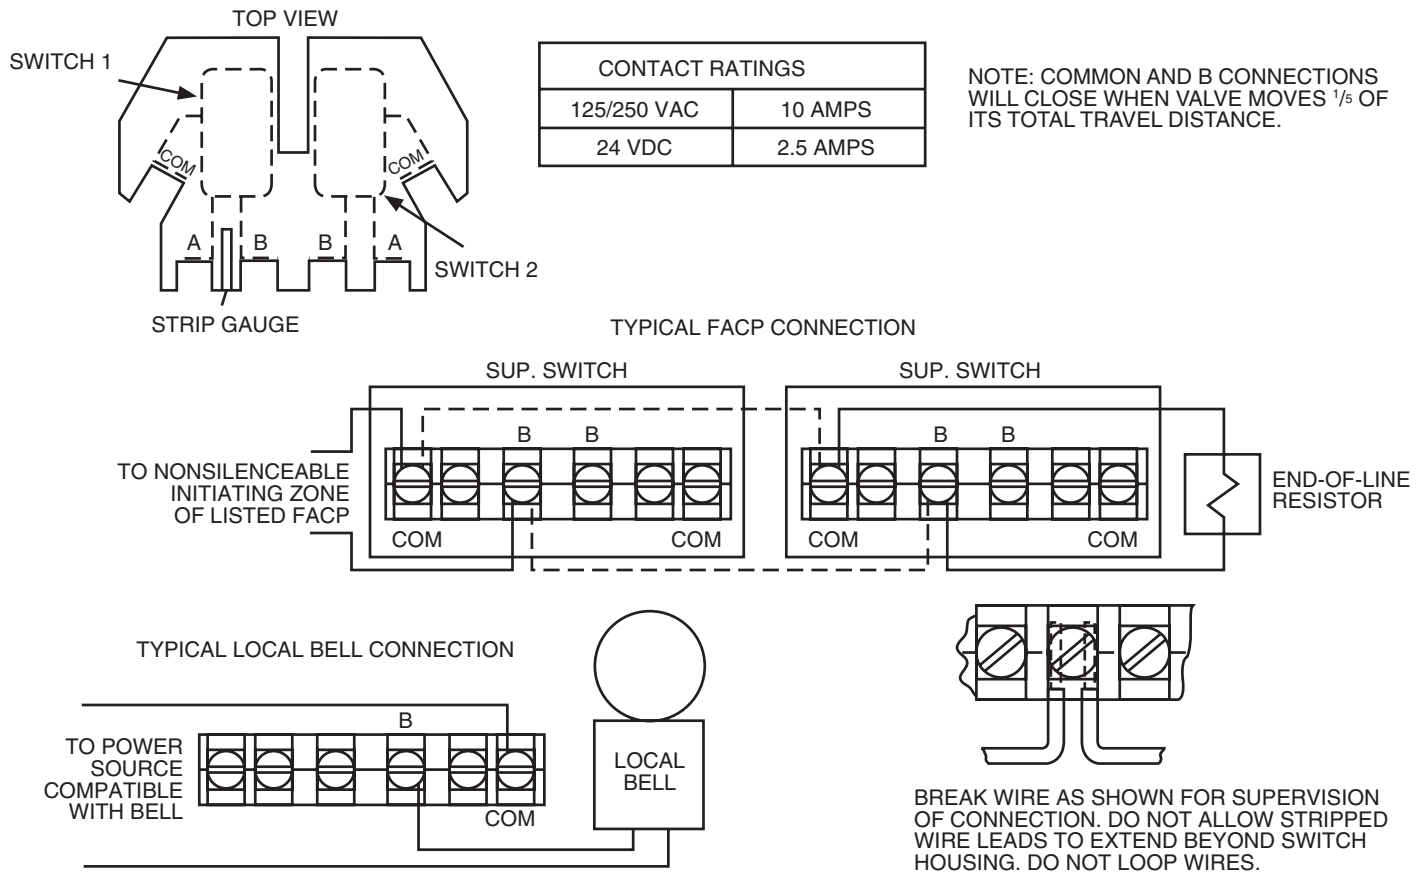 TOP VIEW
SWITCH 1
COM
COM
A
B
B
A
SWITCH 2
STRIP GAUGE
CONTACT RATINGS
125/250 VAC 10 AMPS
24 VDC 2.5 AMPS
NOTE: COMMON AND B CONNECTIONS
WILL CLOSE WHEN VALVE MOVES 1/5 OF
ITS TOTAL TRAVEL DISTANCE.
TYPICAL FACP CONNECTION
SUP. SWITCH
SUP. SWITCH
B
B
B
B
TO NONSILENCEABLE
INITIATING ZONE
OF LISTED FACP
COM
COM
COM
COM
END-OF-LINE
RESISTOR
TYPICAL LOCAL BELL CONNECTION
B
TO POWER
SOURCE
COMPATIBLE
WITH BELL
COM
LOCAL
BELL
BREAK WIRE AS SHOWN FOR SUPERVISION
OF CONNECTION. DO NOT ALLOW STRIPPED
WIRE LEADS TO EXTEND BEYOND SWITCH
HOUSING. DO NOT LOOP WIRES.